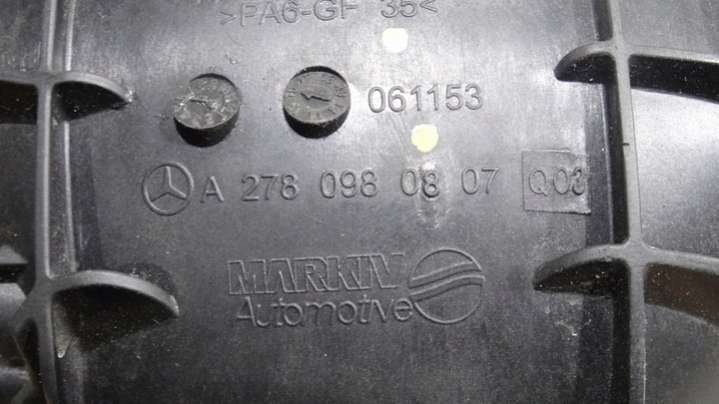 >PA6-GF 35<
061153
A 278 098 08 07 Q03
MARKIV
Automotive